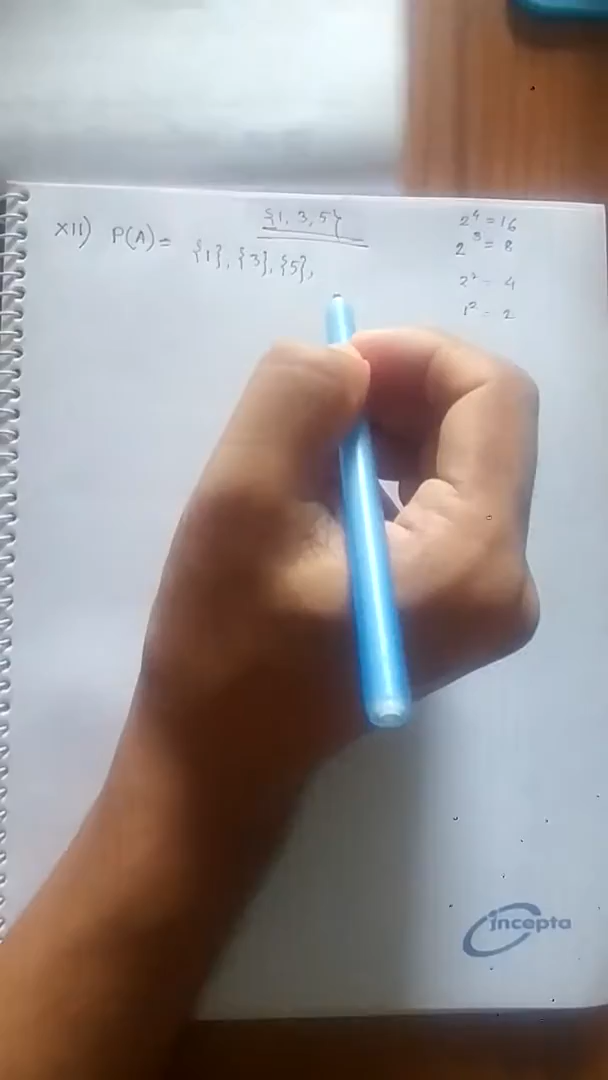 {1, 3, 5}
XII) P(A) = {1}, {3}, {5},
2⁴ = 16
2³ = 8
2² = 4
1² = 2
incepta